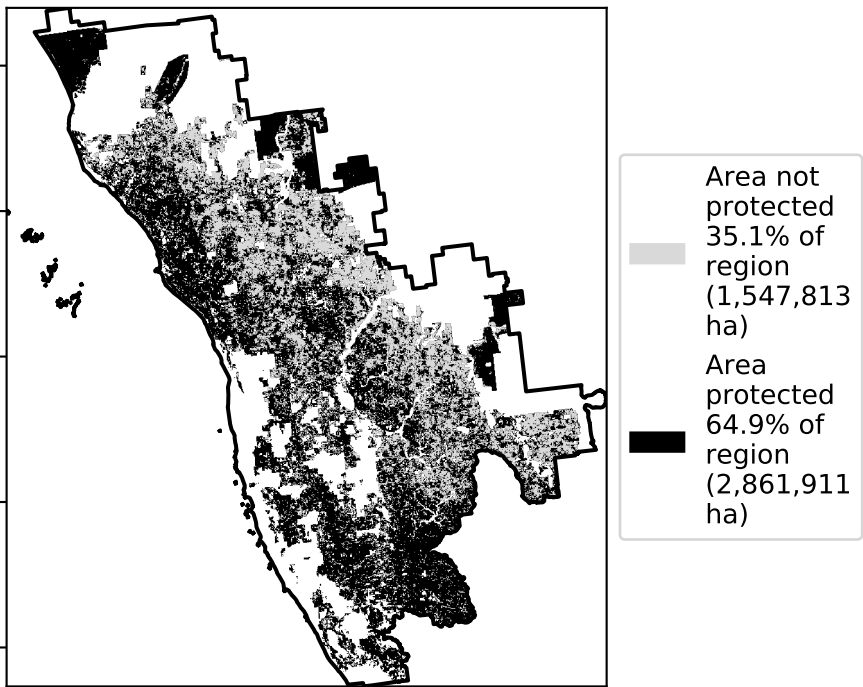 Area not
protected
35.1% of
region
(1,547,813
ha)
Area
protected
64.9% of
region
(2,861,911
ha)